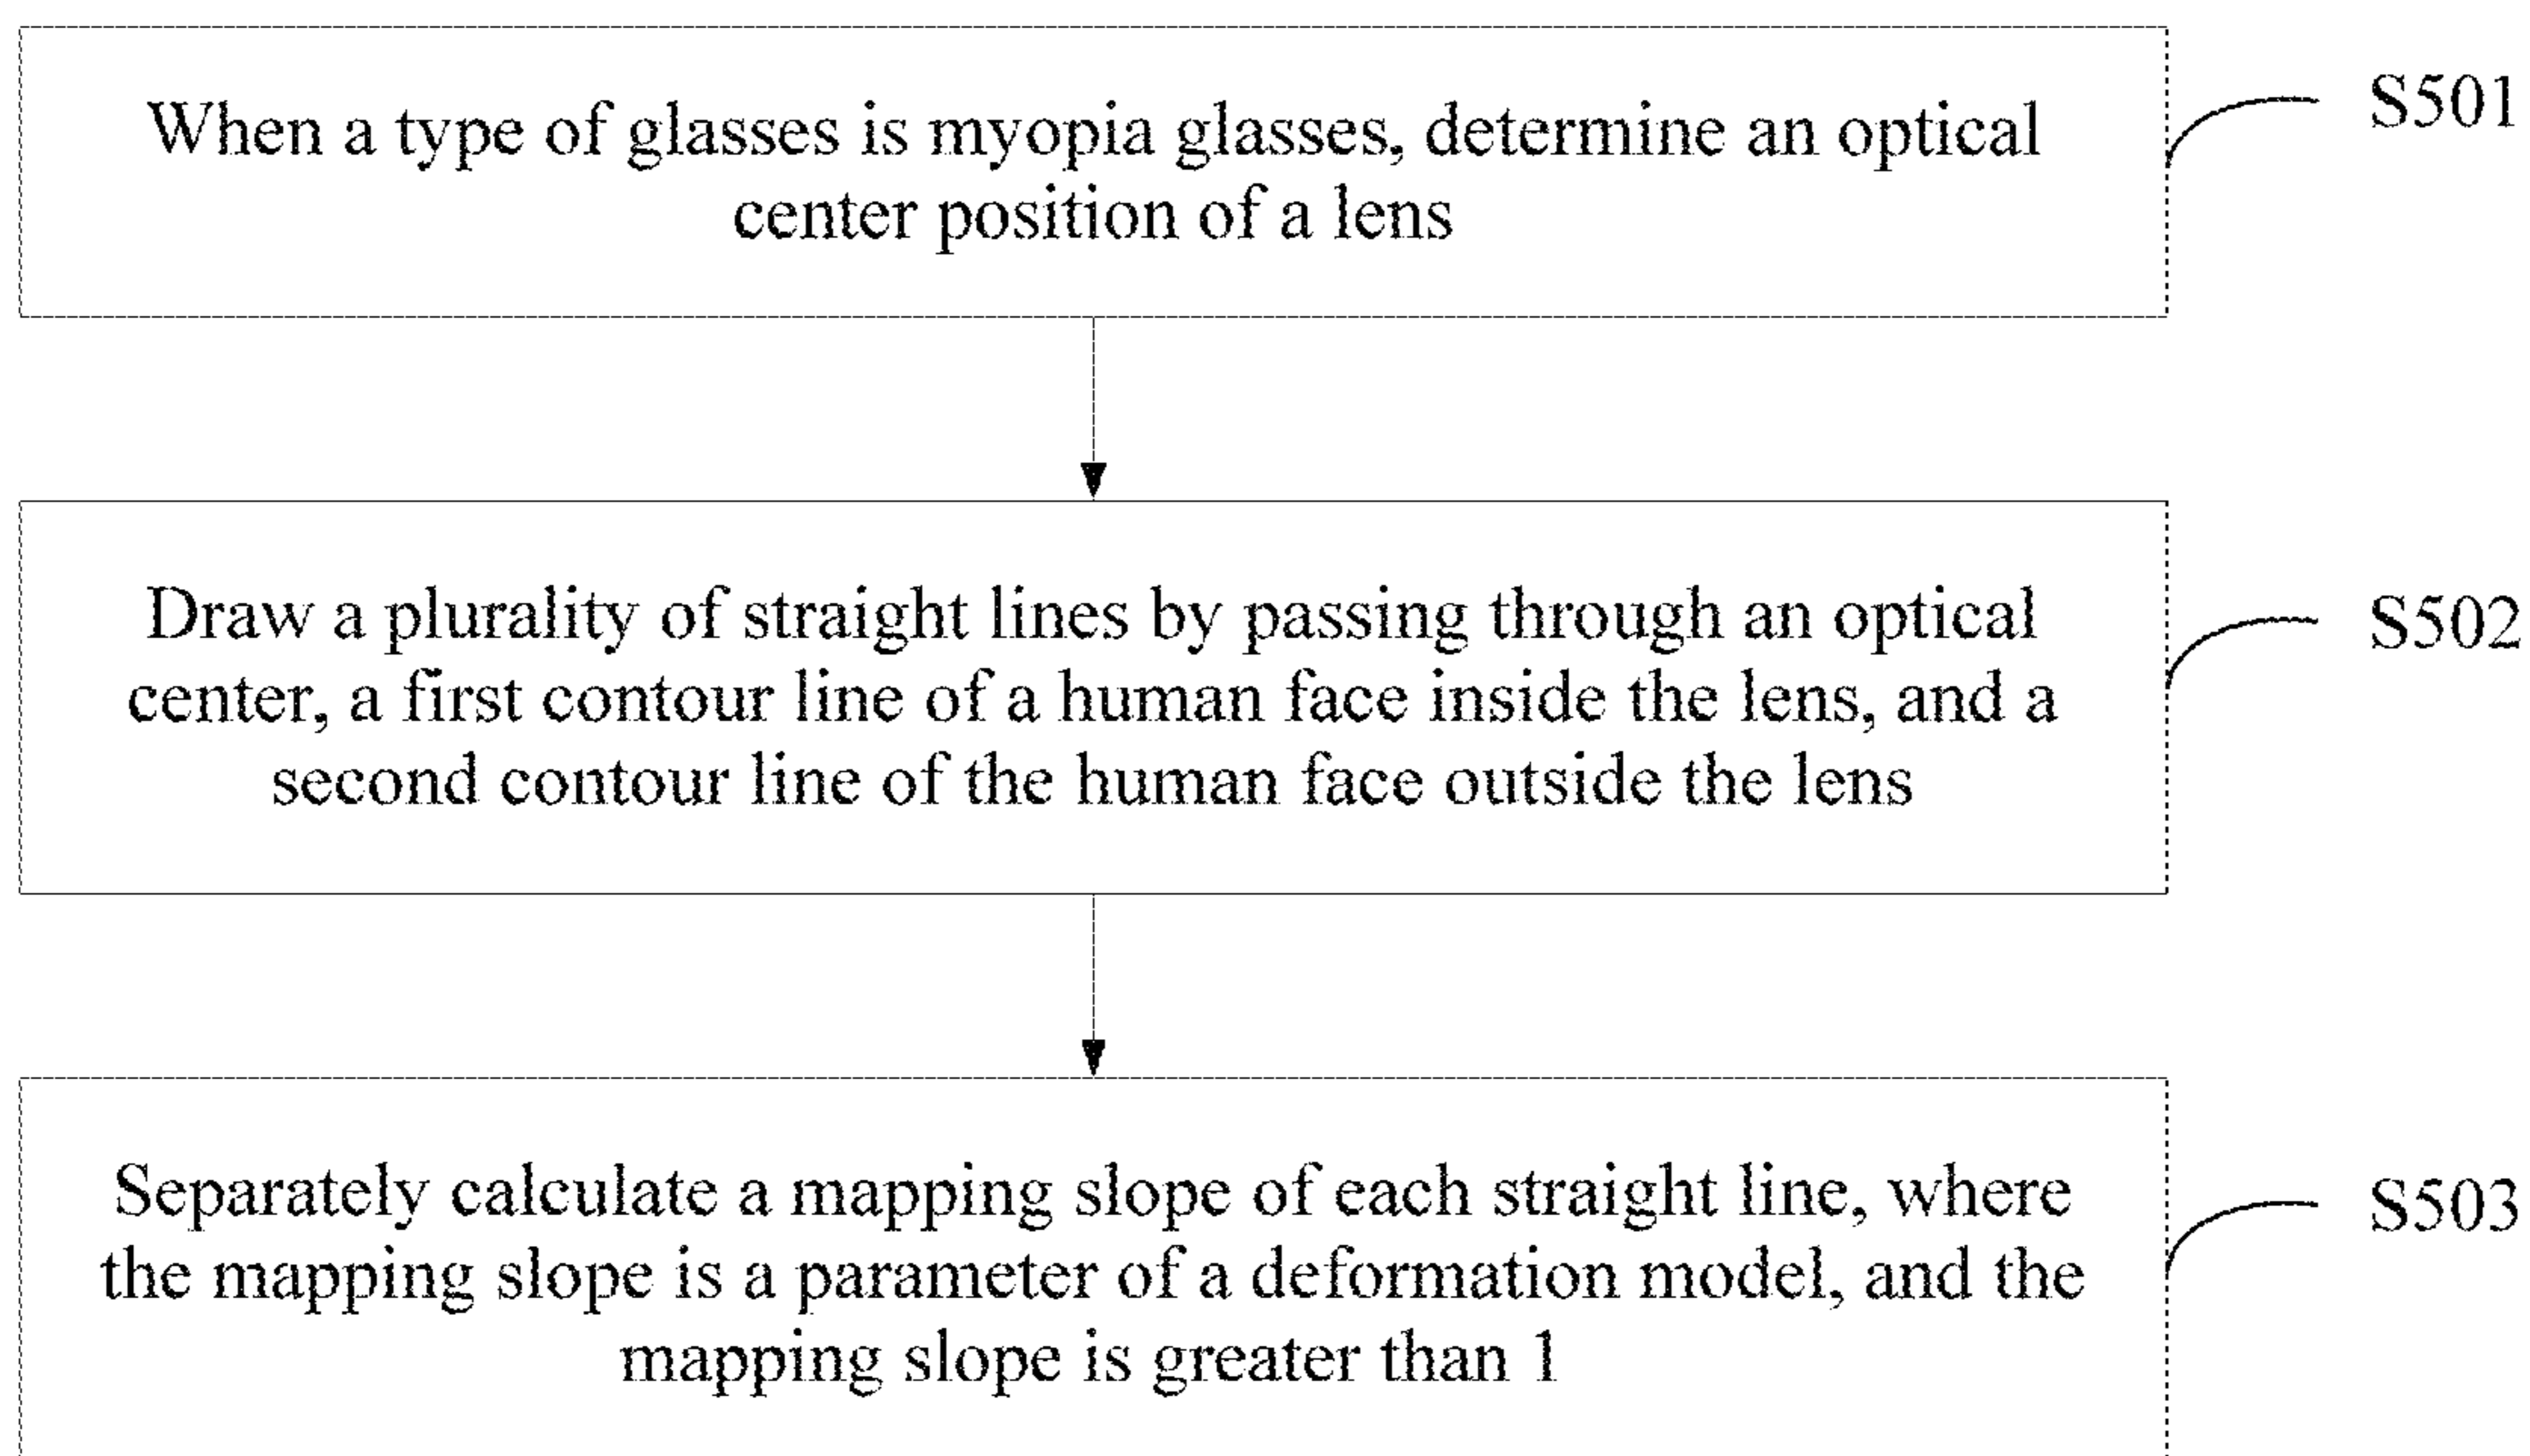 When a type of glasses is myopia glasses, determine an optical
center position of a lens
S501
Draw a plurality of straight lines by passing through an optical
center, a first contour line of a human face inside the lens, and a
second contour line of the human face outside the lens
S502
Separately calculate a mapping slope of each straight line, where
the mapping slope is a parameter of a deformation model, and the
mapping slope is greater than 1
S503